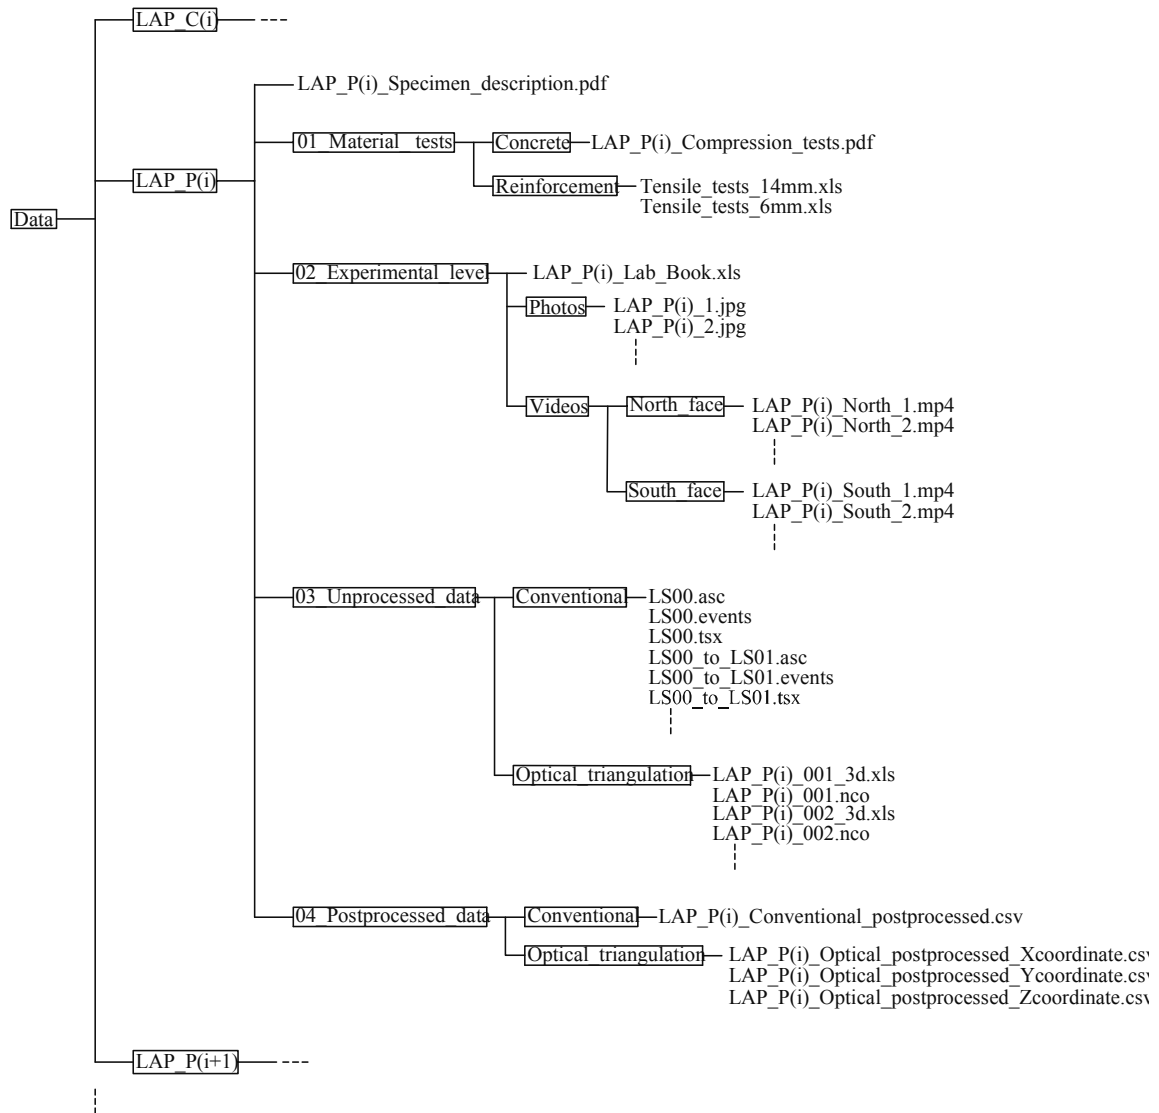 LAP_C(i)
LAP_P(i)_Specimen_description.pdf
01_Material_tests
Concrete
LAP_P(i)_Compression_tests.pdf
LAP_P(i)
Reinforcement
Tensile_tests_14mm.xls
Tensile_tests_6mm.xls
Data
02_Experimental_level
LAP_P(i)_Lab_Book.xls
Photos
LAP_P(i)_1.jpg
LAP_P(i)_2.jpg
Videos
North_face
LAP_P(i)_North_1.mp4
LAP_P(i)_North_2.mp4
South_face
LAP_P(i)_South_1.mp4
LAP_P(i)_South_2.mp4
03_Unprocessed_data
Conventional
LS00.asc
LS00.events
LS00.tsx
LS00_to_LS01.asc
LS00_to_LS01.events
LS00_to_LS01.tsx
Optical_triangulation
LAP_P(i)_001_3d.xls
LAP_P(i)_001.nco
LAP_P(i)_002_3d.xls
LAP_P(i)_002.nco
04_Postprocessed_data
Conventional
LAP_P(i)_Conventional_postprocessed.csv
Optical_triangulation
LAP_P(i)_Optical_postprocessed_Xcoordinate.csv
LAP_P(i)_Optical_postprocessed_Ycoordinate.csv
LAP_P(i)_Optical_postprocessed_Zcoordinate.csv
LAP_P(i+1)